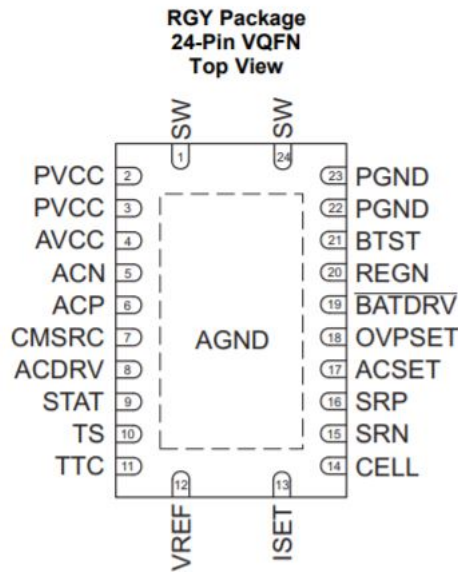 RGY Package
24-Pin VQFN
Top View
SW
SW
1
24
PVCC 2
23 PGND
PVCC 3
22 PGND
AVCC 4
21 BTST
ACN 5
20 REGN
ACP 6
19 BATDRV
CMSRC 7
18 OVPSET
AGND
ACDRV 8
17 ACSET
STAT 9
16 SRP
TS 10
15 SRN
TTC 11
14 CELL
12
13
VREF
ISET